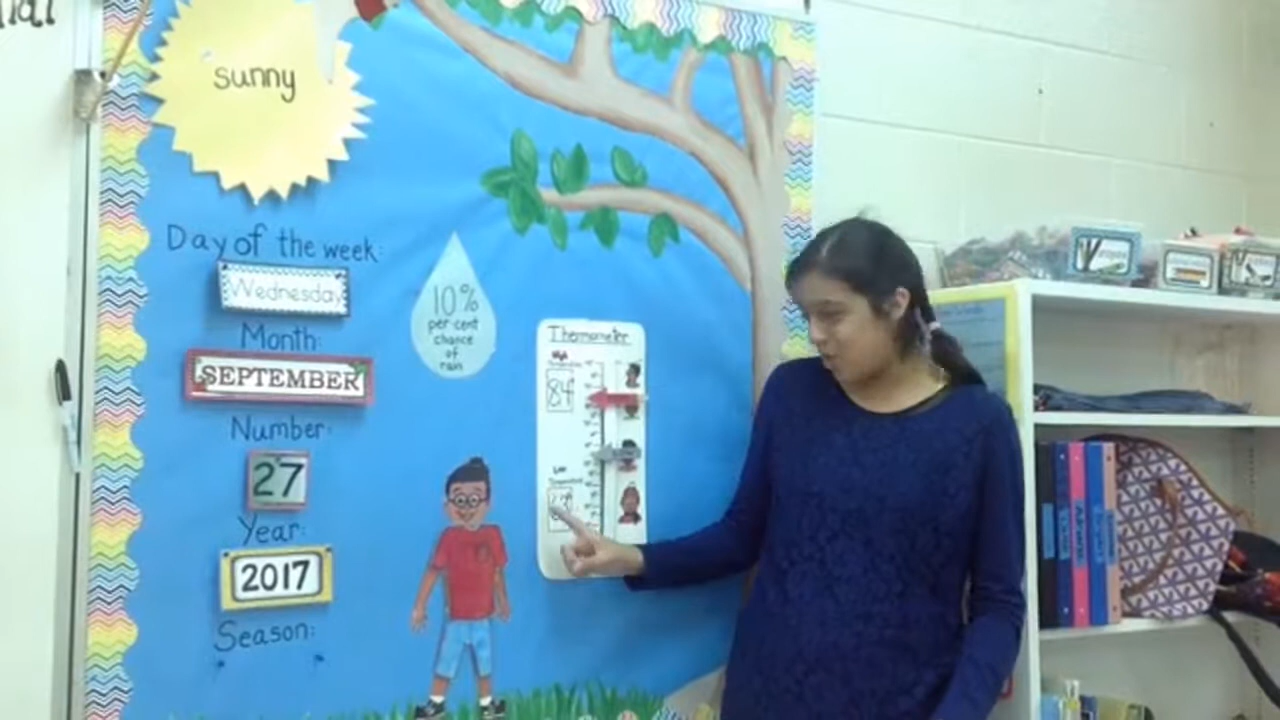 sunny
Day of the week:
Wednesday
Month:
SEPTEMBER
Number:
27
Year:
2017
Season:
10%
per cent
chance
of
rain
Thermometer
84